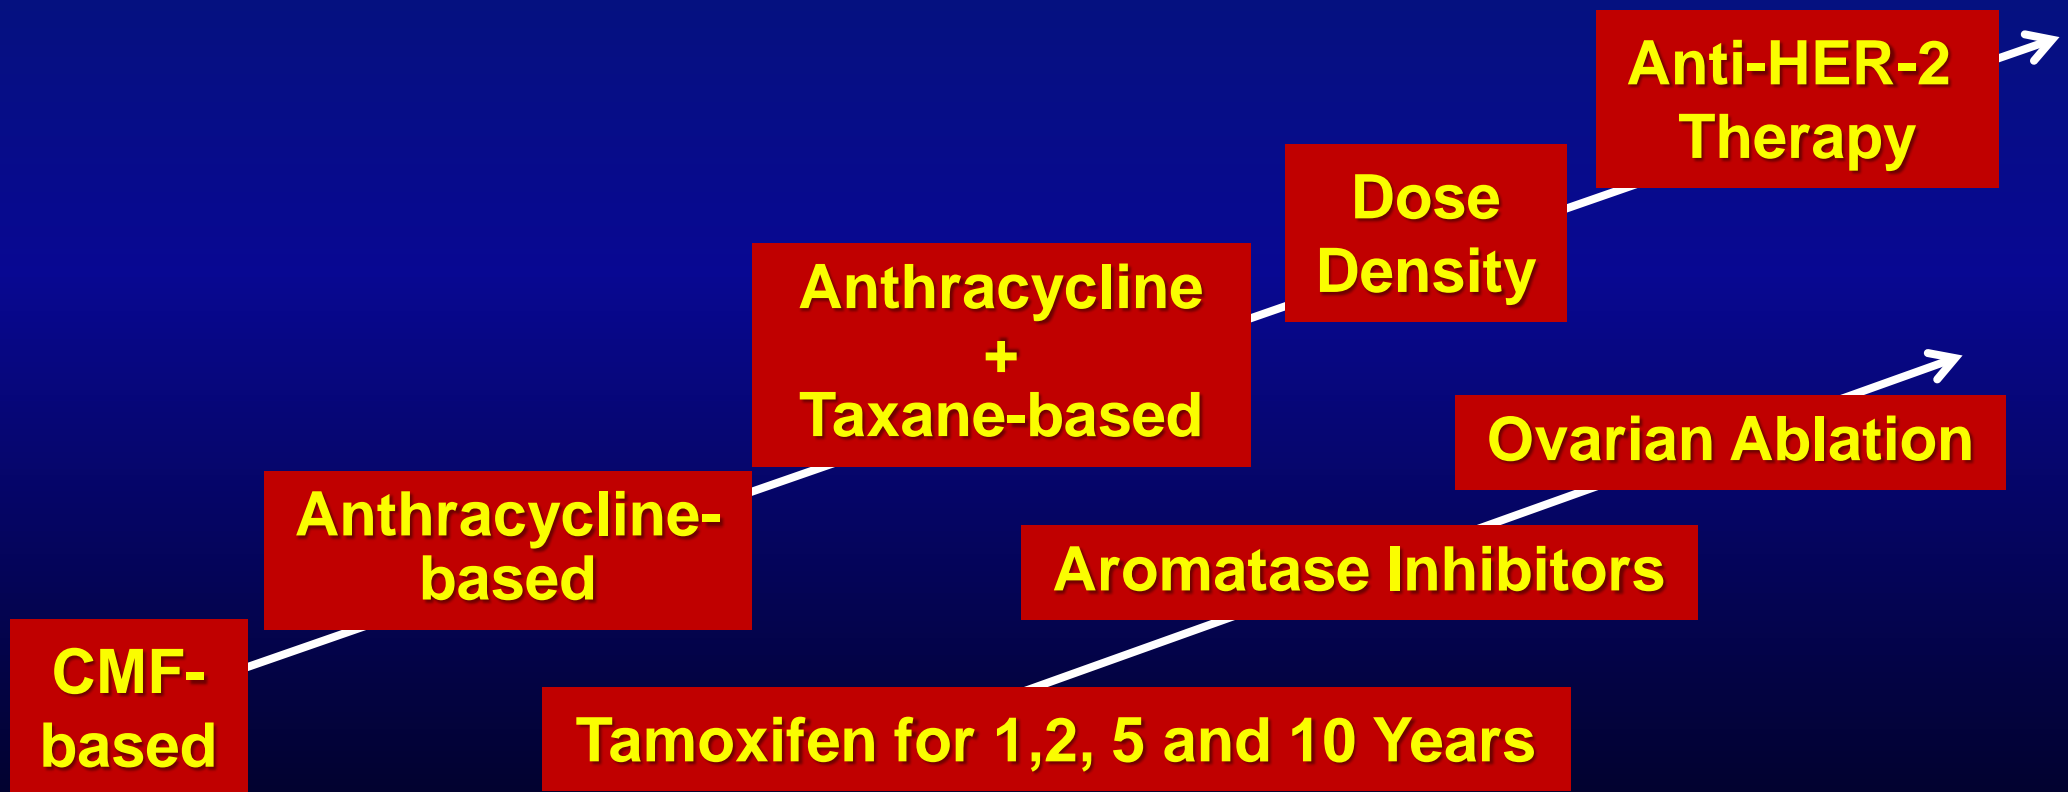 Anti-HER-2
Therapy
Dose
Density
Anthracycline
+
Taxane-based
Ovarian Ablation
Anthracycline-
based
Aromatase Inhibitors
CMF-
based
Tamoxifen for 1,2, 5 and 10 Years